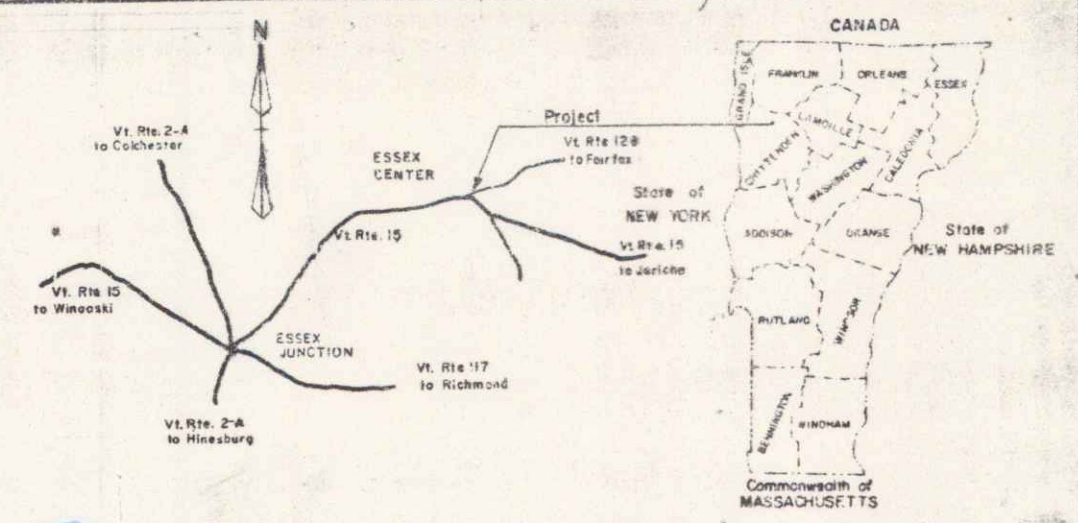 N
Vt. Rte. 2-A
to Colchester
ESSEX
CENTER
Project
Vt. Rte 128
to Fairfax
Vt. Rte. 15
Vt. Rte. 15
to Jericho
Vt. Rte 15
to Winooski
ESSEX
JUNCTION
Vt. Rte 117
to Richmond
Vt. Rte. 2-A
to Hinesburg
CANADA
GRAND ISLE
FRANKLIN
ORLEANS
ESSEX
LAMOILLE
CHITTENDEN
WASHINGTON
CALEDONIA
State of
NEW YORK
ADDISON
ORANGE
State of
NEW HAMPSHIRE
RUTLAND
WINDSOR
BENNINGTON
WINDHAM
Commonwealth of
MASSACHUSETTS